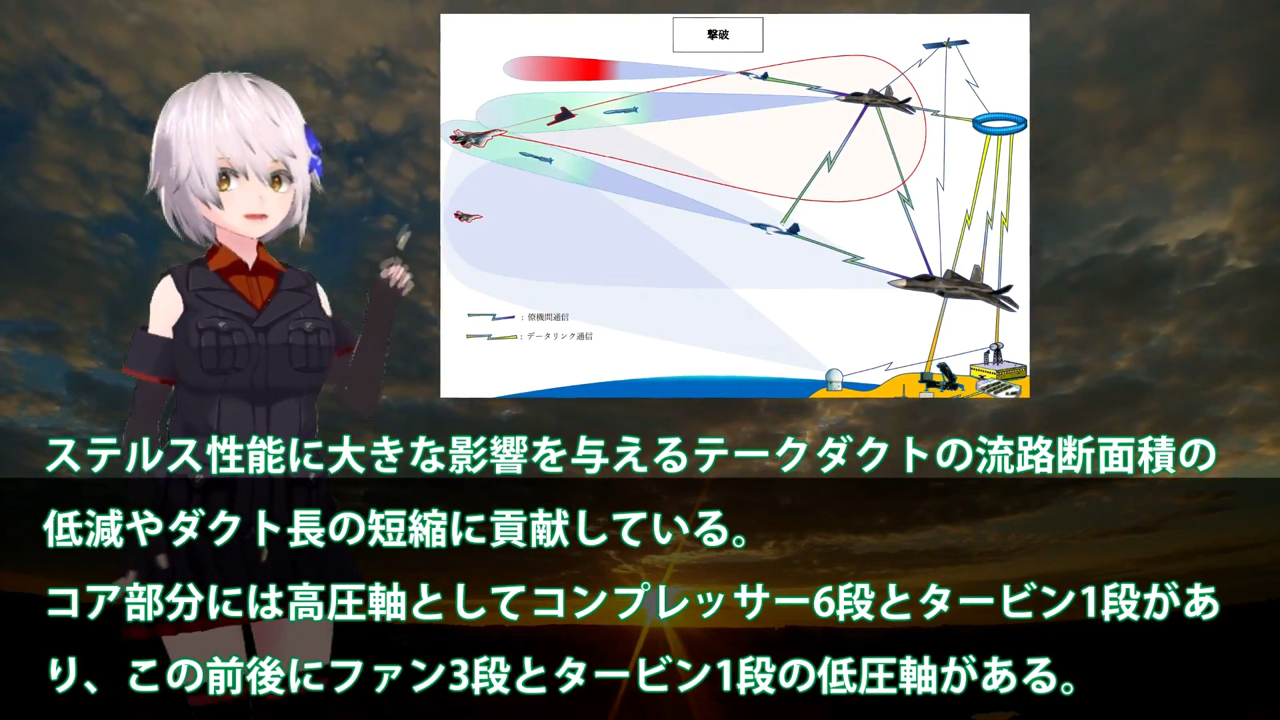 撃破
：僚機間通信
：データリンク通信
ステルス性能に大きな影響を与えるテークダクトの流路断面積の
低減やダクト長の短縮に貢献している。
コア部分には高圧軸としてコンプレッサー6段とタービン1段があ
り、この前後にファン3段とタービン1段の低圧軸がある。